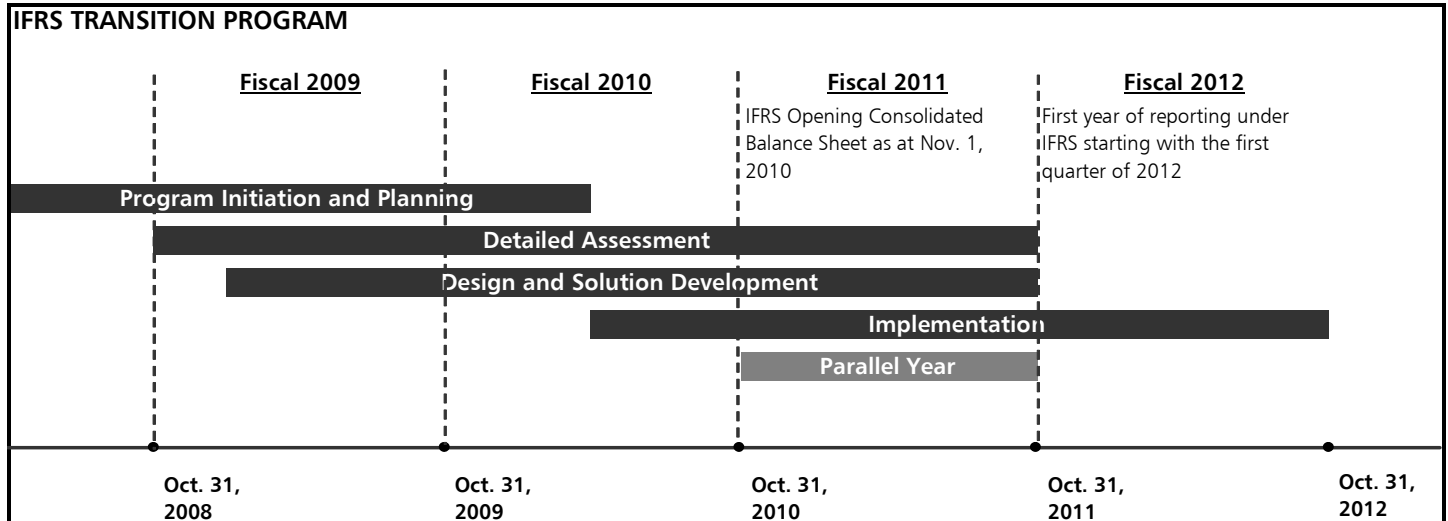 IFRS TRANSITION PROGRAM
Fiscal 2009
Fiscal 2010
Fiscal 2011
Fiscal 2012
IFRS Opening Consolidated
Balance Sheet as at Nov. 1,
2010
First year of reporting under
IFRS starting with the first
quarter of 2012
Program Initiation and Planning
Detailed Assessment
Design and Solution Development
Implementation
Parallel Year
Oct. 31,
2008
Oct. 31,
2009
Oct. 31,
2010
Oct. 31,
2011
Oct. 31,
2012